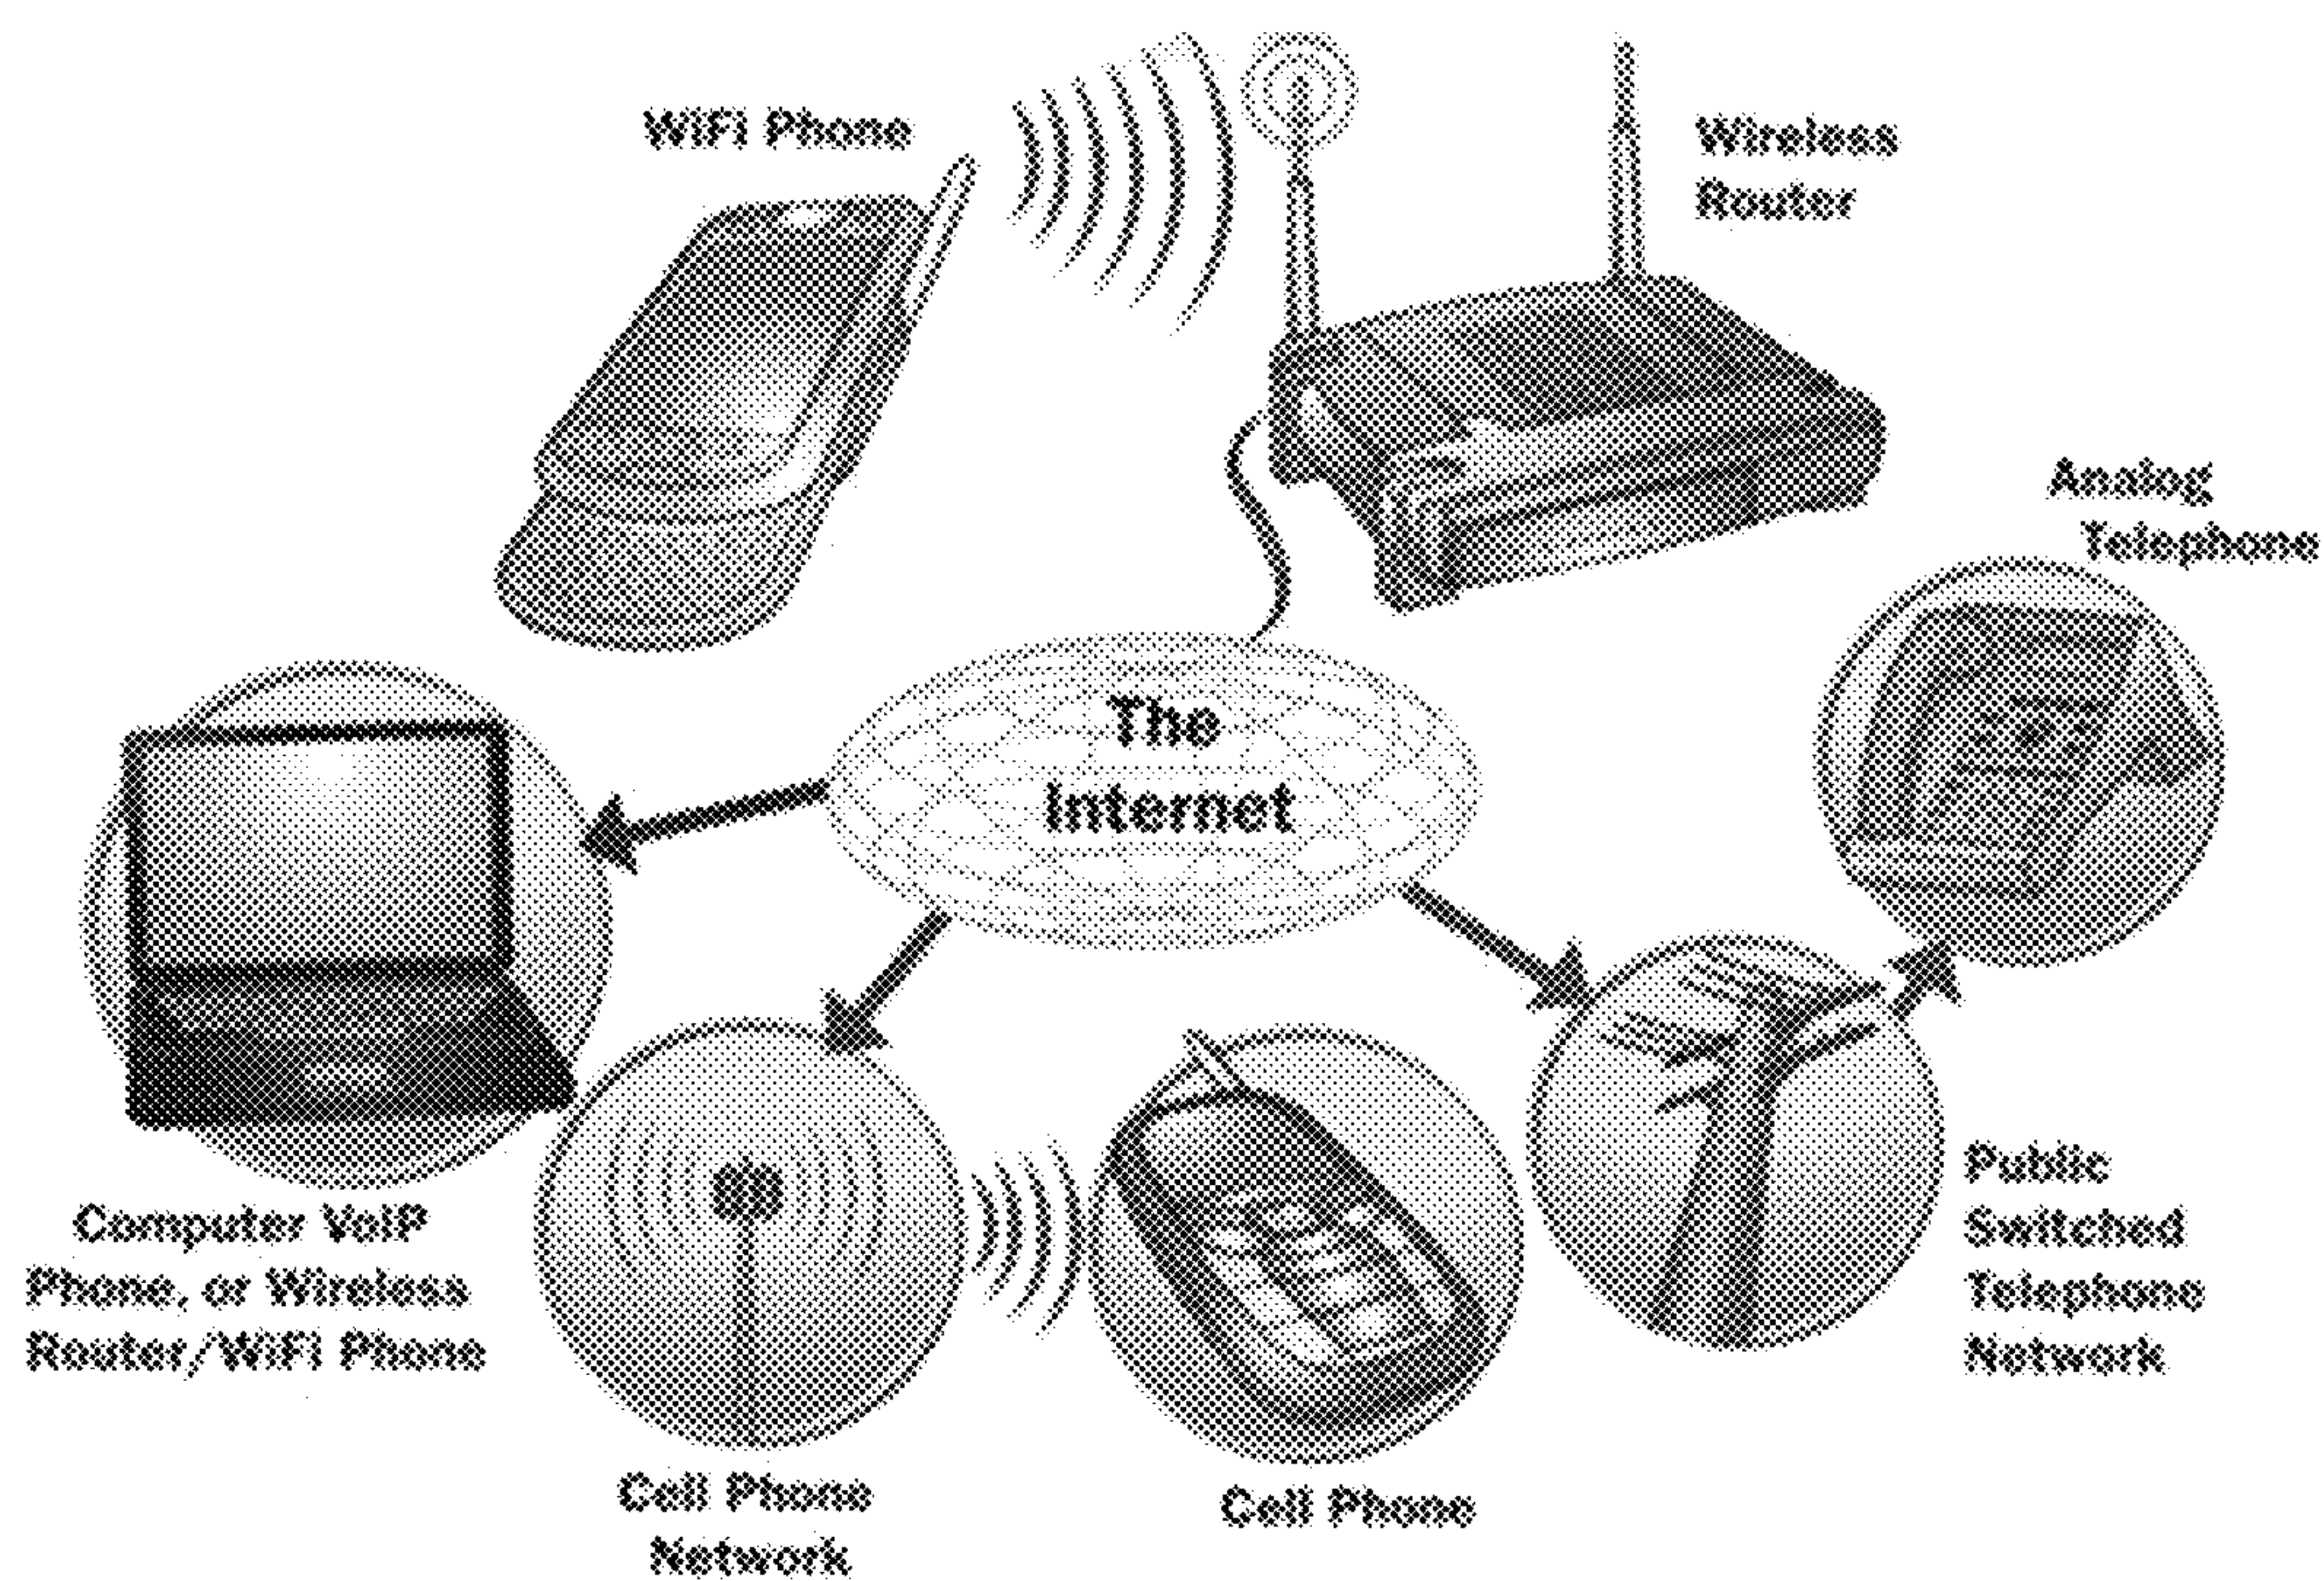 WiFi Phone
Wireless
Router
Analog
Telephone
The
Internet
Computer VoIP
Phone, or Wireless
Router/WiFi Phone
Cell Phone
Network
Cell Phone
Public
Switched
Telephone
Network